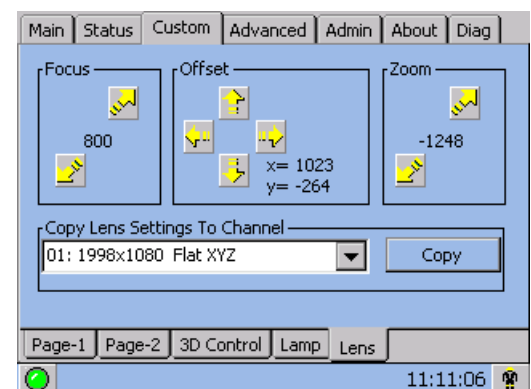 Main Status Custom Advanced Admin About Diag
Focus
800
Offset
x= 1023
y= -264
Zoom
-1248
Copy Lens Settings To Channel
01: 1998x1080 Flat XYZ
Copy
Page-1 Page-2 3D Control Lamp Lens
11:11:06